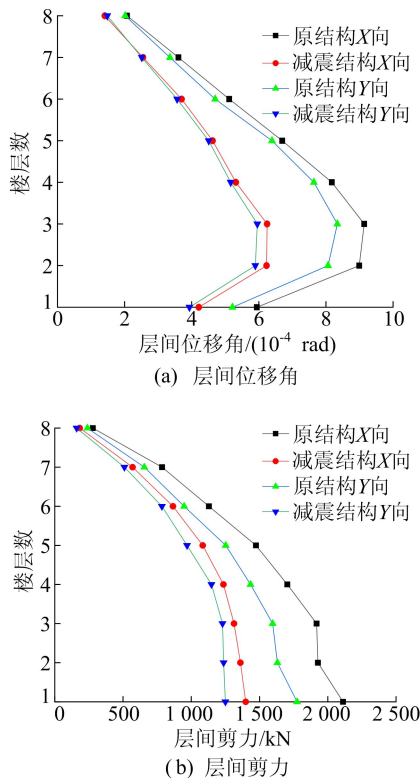 8
7
6
5
4
3
2
1
楼层数
原结构X向
减震结构X向
原结构Y向
减震结构Y向
0 2 4 6 8 10
层间位移角/(10⁻⁴ rad)
(a) 层间位移角
8
7
6
5
4
3
2
1
楼层数
原结构X向
减震结构X向
原结构Y向
减震结构Y向
0 500 1 000 1 500 2 000 2 500
层间剪力/kN
(b) 层间剪力